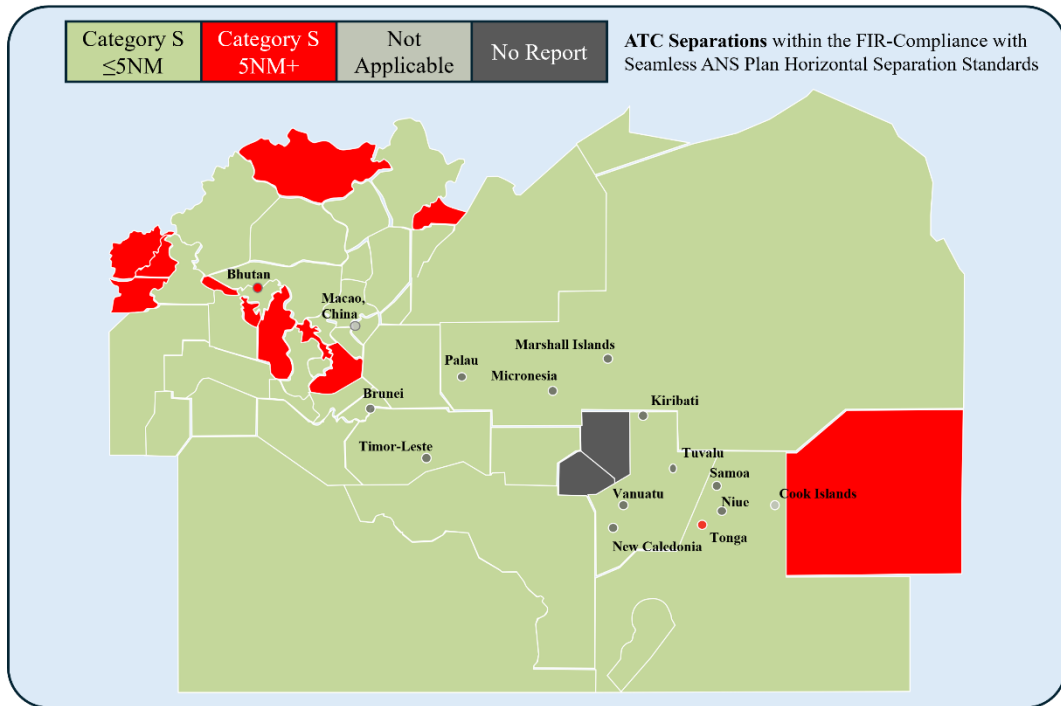 Category S
≤5NM
Category S
5NM+
Not
Applicable
No Report
ATC Separations within the FIR-Compliance with
Seamless ANS Plan Horizontal Separation Standards
Bhutan
Macao,
China
Marshall Islands
Palau
Micronesia
Brunei
Kiribati
Timor-Leste
Tuvalu
Samoa
Vanuatu
Niue
Cook Islands
New Caledonia
Tonga